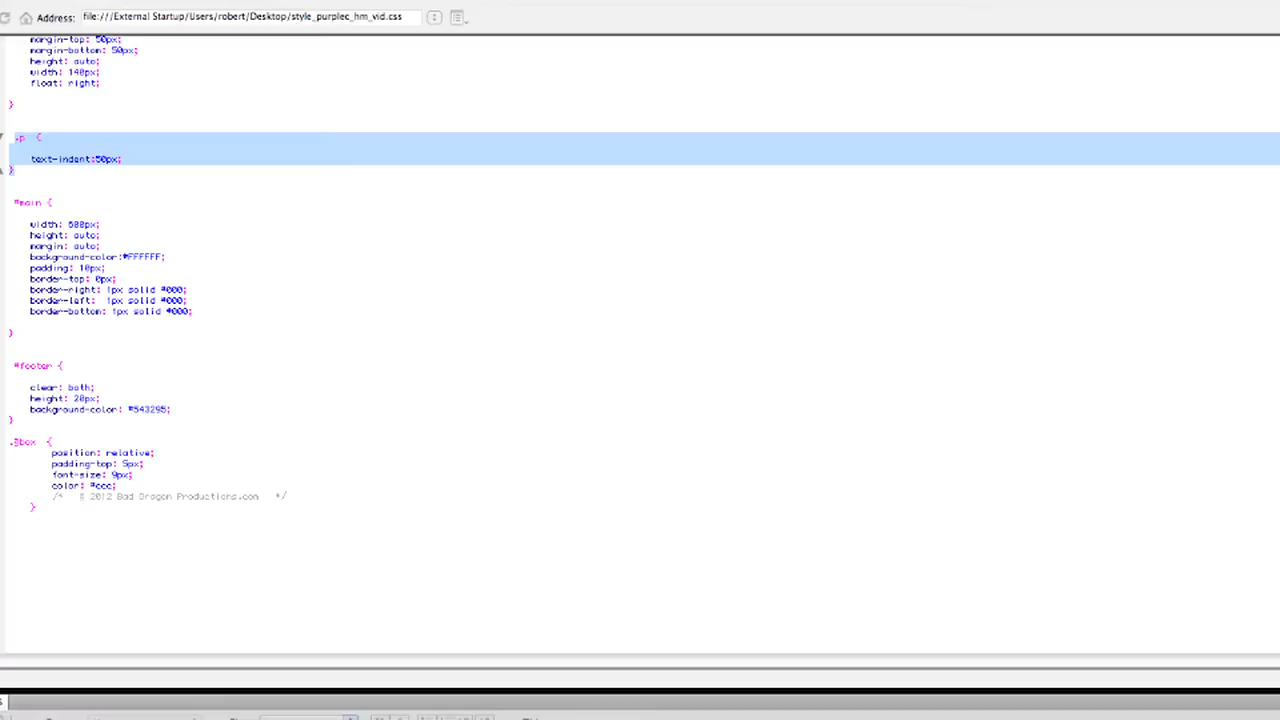 Address: file:///External Startup/Users/robert/Desktop/style_purplec_hm_vid.css
margin-top: 50px;
margin-bottom: 50px;
height: auto;
width: 140px;
float: right;
}
.p {
text-indent:50px;
}
#main {
width: 600px;
height: auto;
margin: auto;
background-color:#FFFFFF;
padding: 10px;
border-top: 0px;
border-right: 1px solid #000;
border-left: 1px solid #000;
border-bottom: 1px solid #000;
}
#footer {
clear: both;
height: 20px;
background-color: #543295;
}
{
position: relative;
padding-top: 5px;
font-size: 9px;
color: #ccc;
/* © 2012 Bad Dragon Productions.com */
}